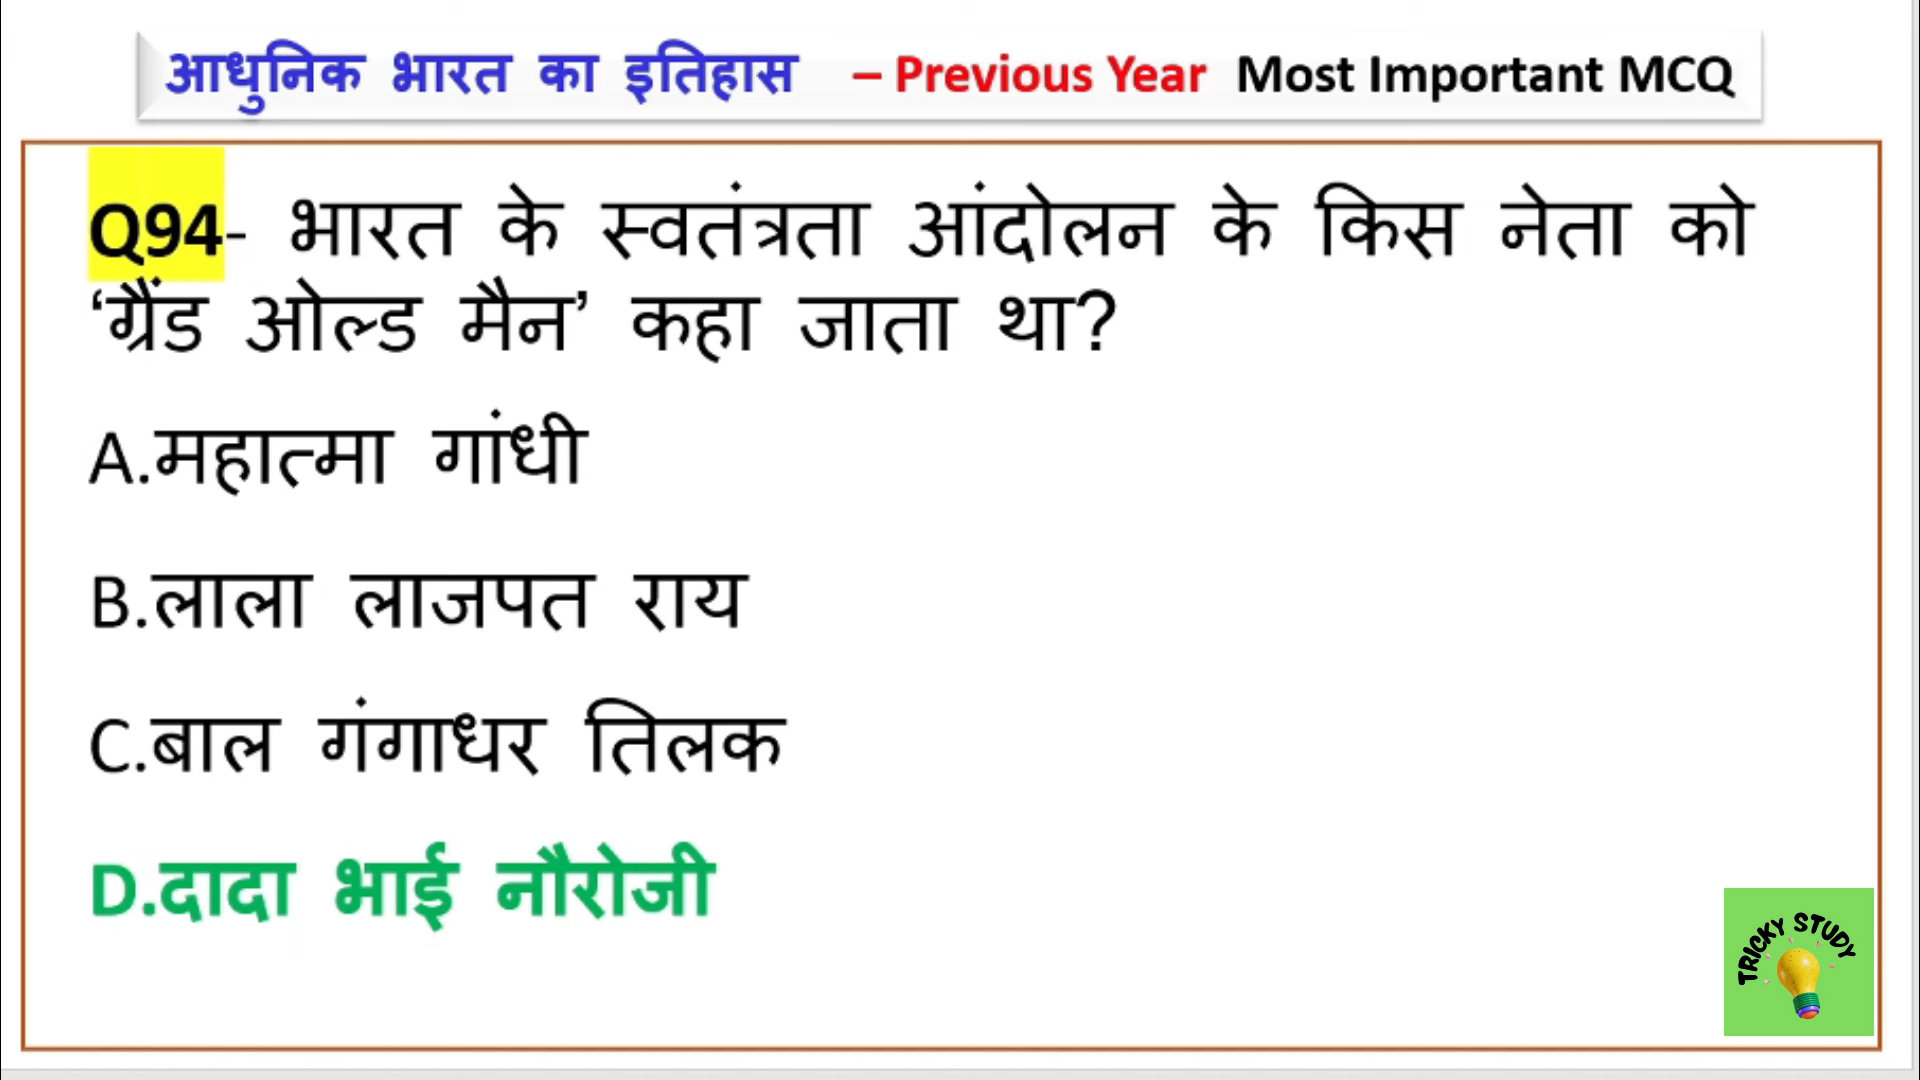 आधुनिक भारत का इतिहास – Previous Year Most Important MCQ
Q94- भारत के स्वतंत्रता आंदोलन के किस नेता को
‘ग्रैंड ओल्ड मैन’ कहा जाता था?
A.महात्मा गांधी
B.लाला लाजपत राय
C.बाल गंगाधर तिलक
D.दादा भाई नौरोजी
TRICKY STUDY